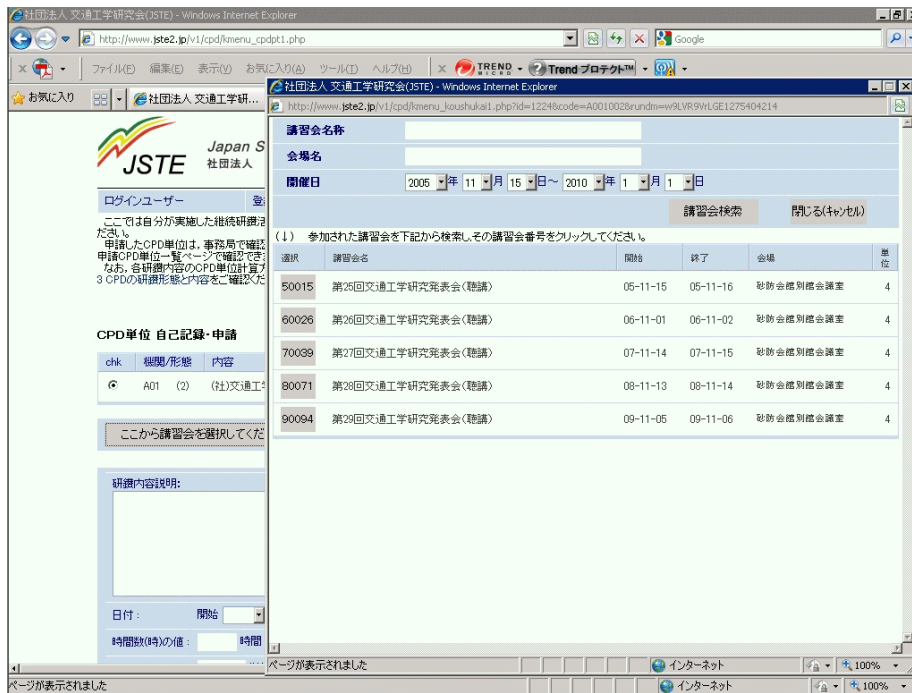 社団法人 交通工学研究会(JSTE) - Windows Internet Explorer
http://www.jste2.jp/v1/cpd/kmenu_cpdpt1.php
Google
ファイル(F) 編集(E) 表示(V) お気に入り(A) ツール(T) ヘルプ(H)
TREND MICRO
Trend プロテクト™
お気に入り
社団法人 交通工学研...
JSTE
Japan S
社団法人
ログインユーザー
ここでは自分が実施した継続研鑽活
ださい。
申請したCPD単位は、事務局で確認
申請CPD単位一覧ページで確認でき
なお、各研鑽内容のCPD単位計算方
3 CPDの研鑽形態と内容をご確認くだ
CPD単位 自己記録・申請
chk 機関/形態 内容
A01 (2) (社)交通工学
ここから講習会を選択してくだ
研鑽内容説明:
日付: 開始
時間数(時)の値: 時間
社団法人 交通工学研究会(JSTE) - Windows Internet Explorer
http://www.jste2.jp/v1/cpd/kmenu_koushukai1.php?id=1224&code=A001002&rundm=w9LVR9VrLGE1275404214
講習会名称
会場名
開催日 2005 年 11 月 15 日~ 2010 年 1 月 1 日
講習会検索 閉じる(キャンセル)
(↓) 参加された講習会を下記から検索し、その講習会番号をクリックしてください。
選択 講習会名 開始 終了 会場 単位
50015 第25回交通工学研究発表会(聴講) 05-11-15 05-11-16 砂防会館別館会議室 4
60026 第26回交通工学研究発表会(聴講) 06-11-01 06-11-02 砂防会館別館会議室 4
70039 第27回交通工学研究発表会(聴講) 07-11-14 07-11-15 砂防会館別館会議室 4
80071 第28回交通工学研究発表会(聴講) 08-11-13 08-11-14 砂防会館別館会議室 4
90094 第29回交通工学研究発表会(聴講) 09-11-05 09-11-06 砂防会館別館会議室 4
ページが表示されました インターネット 100%
ページが表示されました インターネット 100%